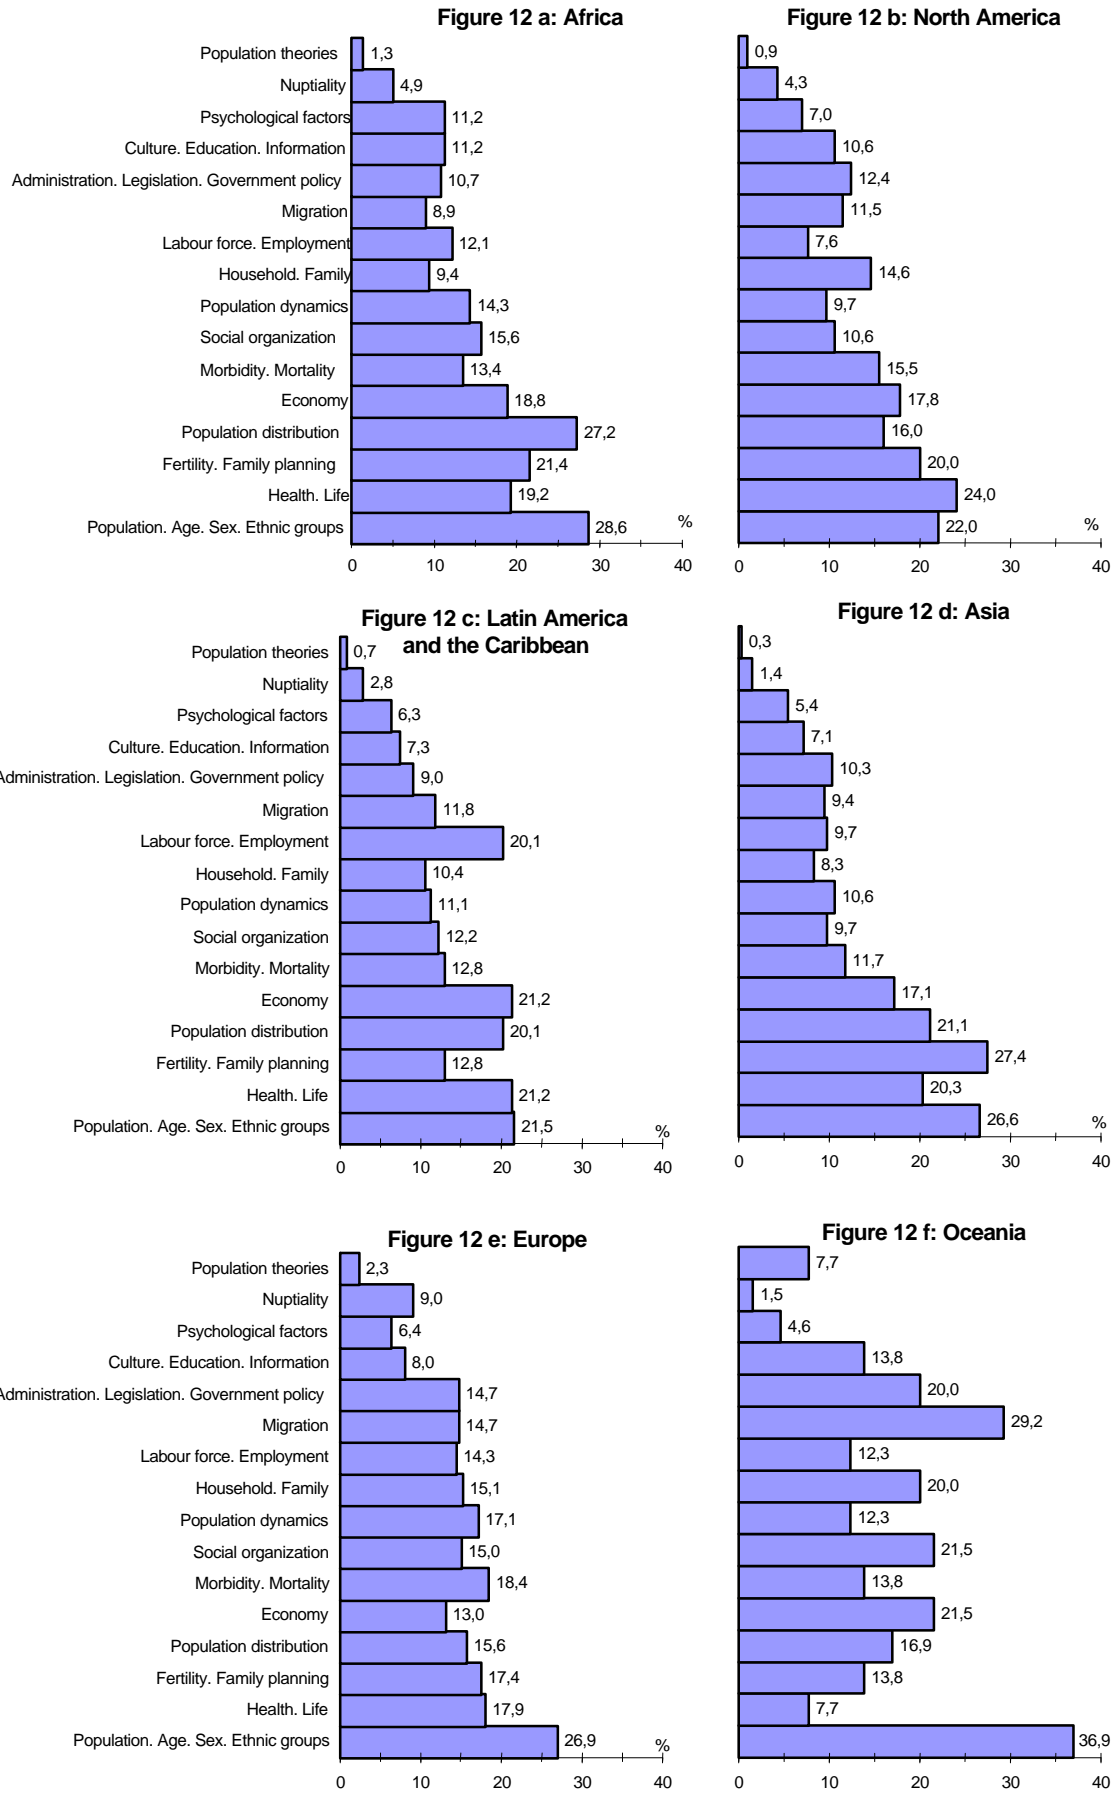 Figure 12 a: Africa
Population theories 1,3
Nuptiality 4,9
Psychological factors 11,2
Culture. Education. Information 11,2
Administration. Legislation. Government policy 10,7
Migration 8,9
Labour force. Employment 12,1
Household. Family 9,4
Population dynamics 14,3
Social organization 15,6
Morbidity. Mortality 13,4
Economy 18,8
Population distribution 27,2
Fertility. Family planning 21,4
Health. Life 19,2
Population. Age. Sex. Ethnic groups 28,6 %
0 10 20 30 40
Figure 12 b: North America
0,9
4,3
7,0
10,6
12,4
11,5
7,6
14,6
9,7
10,6
15,5
17,8
16,0
20,0
24,0
22,0 %
0 10 20 30 40
Figure 12 c: Latin America
and the Caribbean
Population theories 0,7
Nuptiality 2,8
Psychological factors 6,3
Culture. Education. Information 7,3
Administration. Legislation. Government policy 9,0
Migration 11,8
Labour force. Employment 20,1
Household. Family 10,4
Population dynamics 11,1
Social organization 12,2
Morbidity. Mortality 12,8
Economy 21,2
Population distribution 20,1
Fertility. Family planning 12,8
Health. Life 21,2
Population. Age. Sex. Ethnic groups 21,5 %
0 10 20 30 40
Figure 12 d: Asia
0,3
1,4
5,4
7,1
10,3
9,4
9,7
8,3
10,6
9,7
11,7
17,1
21,1
27,4
20,3
26,6 %
0 10 20 30 40
Figure 12 e: Europe
Population theories 2,3
Nuptiality 9,0
Psychological factors 6,4
Culture. Education. Information 8,0
Administration. Legislation. Government policy 14,7
Migration 14,7
Labour force. Employment 14,3
Household. Family 15,1
Population dynamics 17,1
Social organization 15,0
Morbidity. Mortality 18,4
Economy 13,0
Population distribution 15,6
Fertility. Family planning 17,4
Health. Life 17,9
Population. Age. Sex. Ethnic groups 26,9 %
0 10 20 30 40
Figure 12 f: Oceania
7,7
1,5
4,6
13,8
20,0
29,2
12,3
20,0
12,3
21,5
13,8
21,5
16,9
13,8
7,7
36,9
0 10 20 30 40